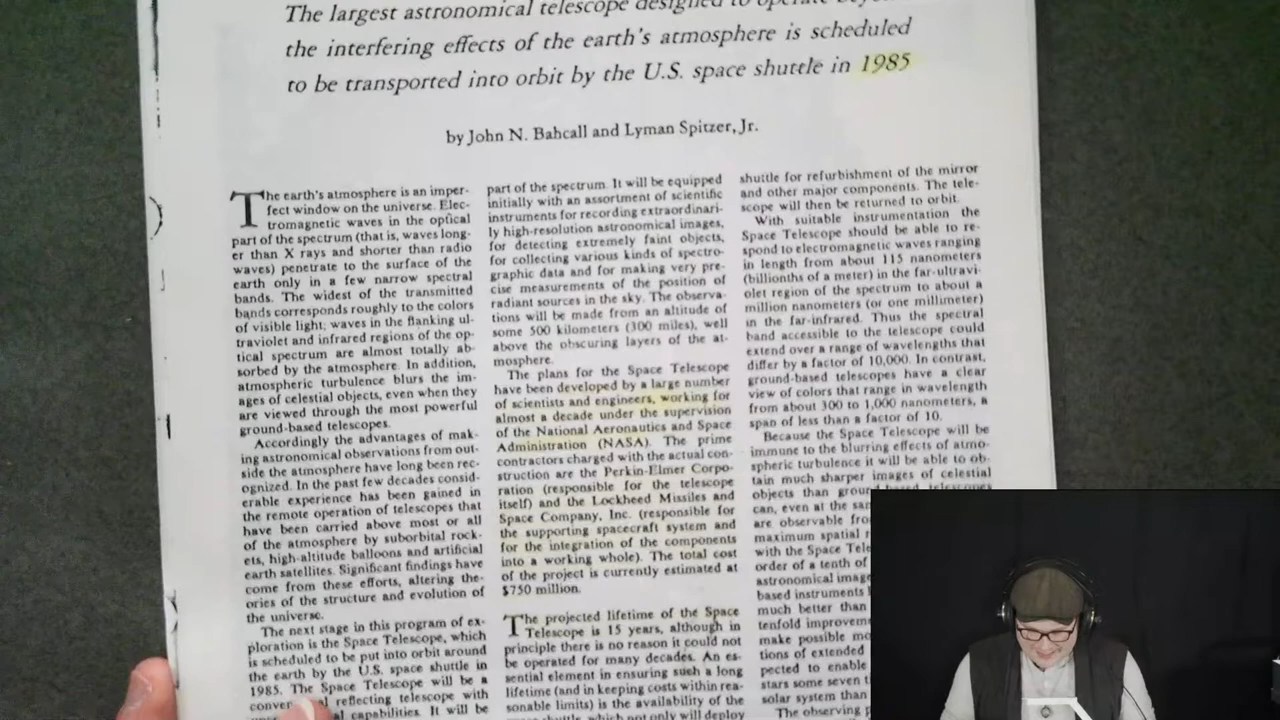 The largest astronomical telescope designed to operate
the interfering effects of the earth's atmosphere is scheduled
to be transported into orbit by the U.S. space shuttle in 1985
by John N. Bahcall and Lyman Spitzer, Jr.
The earth's atmosphere is an imper-
fect window on the universe. Elec-
tromagnetic waves in the optical
part of the spectrum (that is, waves long-
er than X rays and shorter than radio
waves) penetrate to the surface of the
earth only in a few narrow spectral
bands. The widest of the transmitted
bands corresponds roughly to the colors
of visible light; waves in the flanking ul-
traviolet and infrared regions of the op-
tical spectrum are almost totally ab-
sorbed by the atmosphere. In addition,
atmospheric turbulence blurs the im-
ages of celestial objects, even when they
are viewed through the most powerful
ground-based telescopes.
Accordingly the advantages of mak-
ing astronomical observations from out-
side the atmosphere have long been rec-
ognized. In the past few decades consid-
erable experience has been gained in
the remote operation of telescopes that
have been carried above most or all
of the atmosphere by suborbital rock-
ets, high-altitude balloons and artificial
earth satellites. Significant findings have
come from these efforts, altering the-
ories of the structure and evolution of
the universe.
The next stage in this program of ex-
ploration is the Space Telescope, which
is scheduled to be put into orbit around
the earth by the U.S. space shuttle in
1985. The Space Telescope will be a
reflecting telescope with
capabilities. It will be
part of the spectrum. It will be equipped
initially with an assortment of scientific
instruments for recording extraordinari-
ly high-resolution astronomical images,
for detecting extremely faint objects,
for collecting various kinds of spectro-
graphic data and for making very pre-
cise measurements of the position of
radiant sources in the sky. The observa-
tions will be made from an altitude of
some 500 kilometers (300 miles), well
above the obscuring layers of the at-
mosphere.
The plans for the Space Telescope
have been developed by a large number
of scientists and engineers, working for
almost a decade under the supervision
of the National Aeronautics and Space
Administration (NASA). The prime
contractors charged with the actual con-
struction are the Perkin-Elmer Corpo-
ration (responsible for the telescope
itself) and the Lockheed Missiles and
Space Company, Inc. (responsible for
the supporting spacecraft system and
for the integration of the components
into a working whole). The total cost
of the project is currently estimated at
$750 million.
The projected lifetime of the Space
Telescope is 15 years, although in
principle there is no reason it could not
be operated for many decades. An es-
sential element in ensuring such a long
lifetime (and in keeping costs within rea-
sonable limits) is the availability of the
shuttle, which not only will deploy
shuttle for refurbishment of the mirror
and other major components. The tele-
scope will then be returned to orbit.
With suitable instrumentation the
Space Telescope should be able to re-
spond to electromagnetic waves ranging
in length from about 115 nanometers
(billionths of a meter) in the far-ultravi-
olet region of the spectrum to about a
million nanometers (or one millimeter)
in the far-infrared. Thus the spectral
band accessible to the telescope could
extend over a range of wavelengths that
differ by a factor of 10,000. In contrast,
ground-based telescopes have a clear
view of colors that range in wavelength
from about 300 to 1,000 nanometers, a
span of less than a factor of 10.
Because the Space Telescope will be
immune to the blurring effects of atmo-
spheric turbulence it will be able to ob-
tain much sharper images of celestial
objects than ground-based telescopes
can, even at the
are observable
maximum spatial
with the Space
order of a tenth of
astronomical
based instruments
much better than
tenfold
make possible
tions of extended
pected to enable
stars some seven
solar system than
The observing